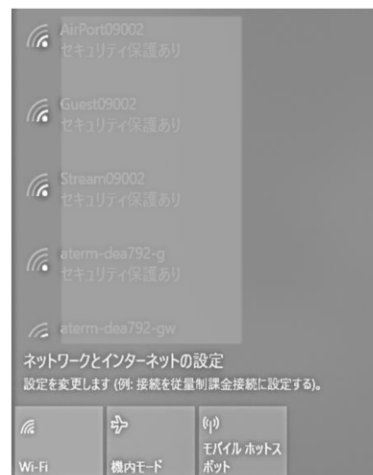 AirPort09002
セキュリティ保護あり
Guest09002
セキュリティ保護あり
Stream09002
セキュリティ保護あり
aterm-dea792-g
セキュリティ保護あり
aterm-dea792-gw
ネットワークとインターネットの設定
設定を変更します (例: 接続を従量制課金接続に設定する)。
Wi-Fi
機内モード
モバイル ホットス
ポット